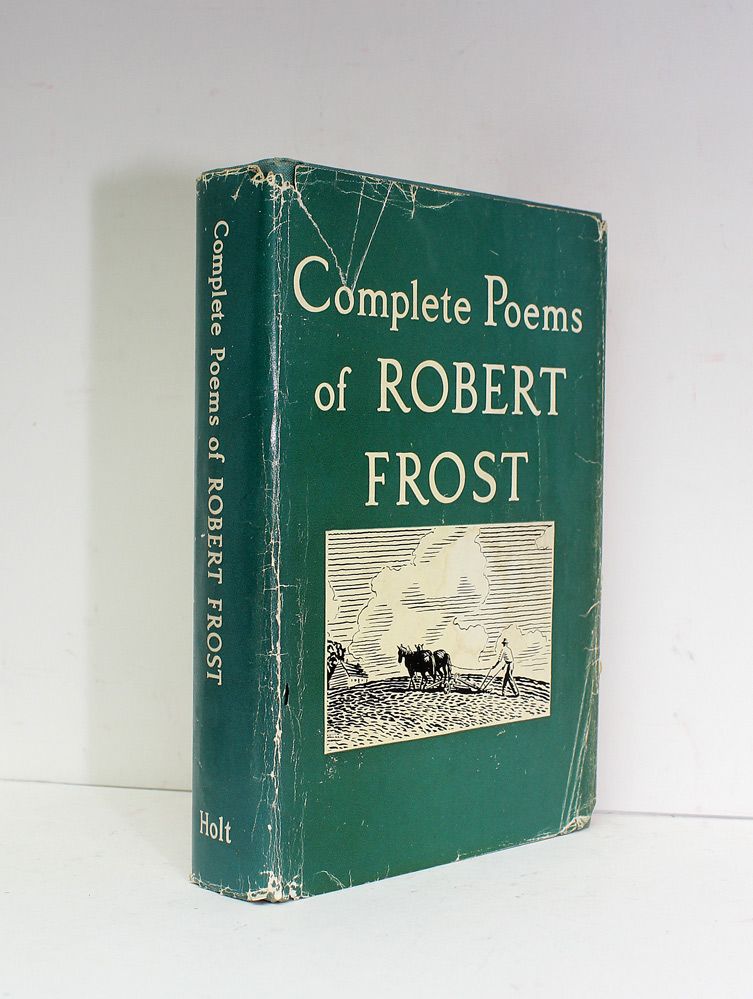 Complete Poems of ROBERT FROST
Holt
Complete Poems
of ROBERT
FROST